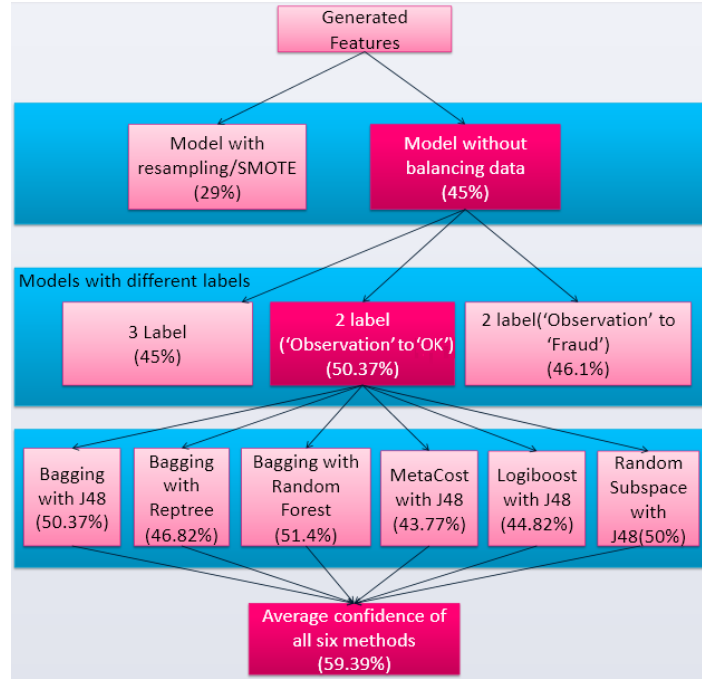 Generated
Features
Model with
resampling/SMOTE
(29%)
Model without
balancing data
(45%)
Models with different labels
3 Label
(45%)
2 label
('Observation' to 'OK')
(50.37%)
2 label('Observation' to
'Fraud')
(46.1%)
Bagging
with J48
(50.37%)
Bagging
with
Reptree
(46.82%)
Bagging with
Random
Forest
(51.4%)
MetaCost
with J48
(43.77%)
Logiboost
with J48
(44.82%)
Random
Subspace
with
J48(50%)
Average confidence of
all six methods
(59.39%)